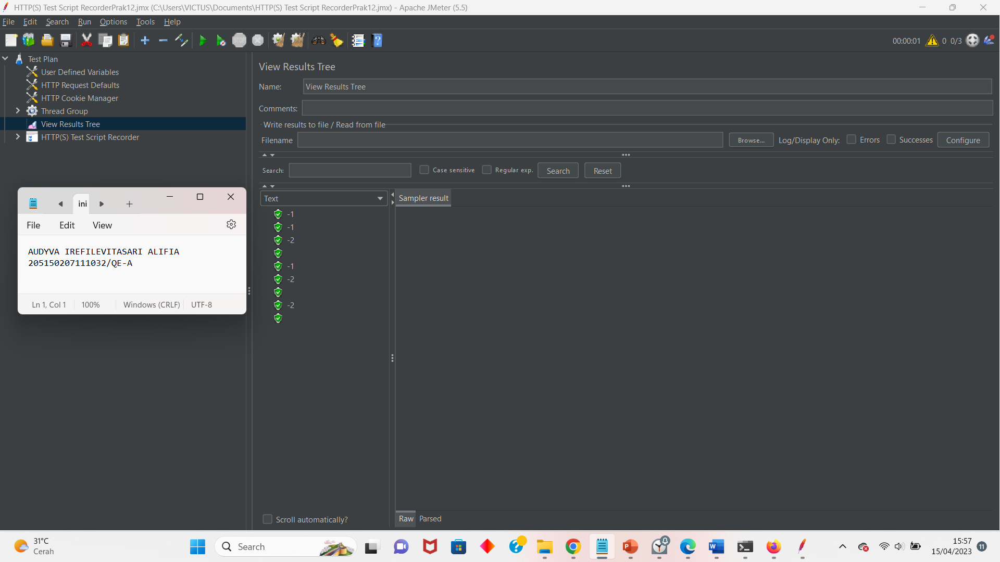 HTTP(S) Test Script RecorderPrak12.jmx (C:\Users\VICTUS\Documents\HTTP(S) Test Script RecorderPrak12.jmx) - Apache JMeter (5.5)
File Edit Search Run Options Tools Help
STOP
00:00:01 0 0/3
Test Plan
User Defined Variables
HTTP Request Defaults
HTTP Cookie Manager
Thread Group
View Results Tree
HTTP(S) Test Script Recorder
View Results Tree
Name: View Results Tree
Comments:
Write results to file / Read from file
Filename Browse... Log/Display Only: Errors Successes Configure
Search: Case sensitive Regular exp. Search Reset
Text
Sampler result
-1
-1
-2
-1
-2
-2
Scroll automatically?
Raw Parsed
ini
File Edit View
AUDYVA IREFILEVITASARI ALIFIA
205150207111032/QE-A
Ln 1, Col 1 100% Windows (CRLF) UTF-8
31°C
Cerah
Search
15:57
15/04/2023
11